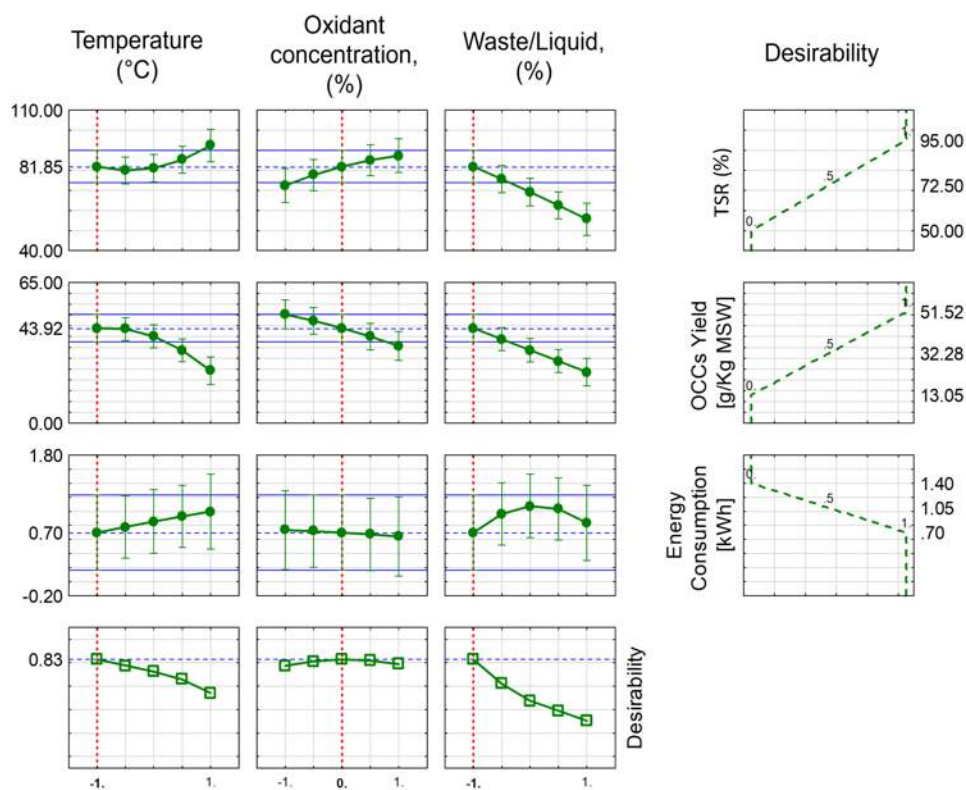 Temperature
(°C)
Oxidant
concentration,
(%)
Waste/Liquid,
(%)
Desirability
110.00
81.85
40.00
1.
.5
0.
95.00
72.50
50.00
TSR (%)
65.00
43.92
0.00
.5
0.
51.52
32.28
13.05
OCCs Yield
[g/Kg MSW]
1.80
0.70
-0.20
0.
.5
1.
1.40
1.05
.70
Energy
Consumption
[kWh]
0.83
Desirability
-1. 1. -1. 0. 1. -1. 1.